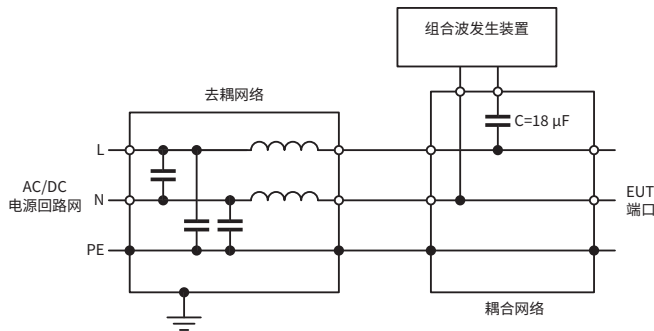 组合波发生装置
去耦网络
C=18 μF
L
AC/DC
电源回路网
N
EUT
端口
PE
耦合网络